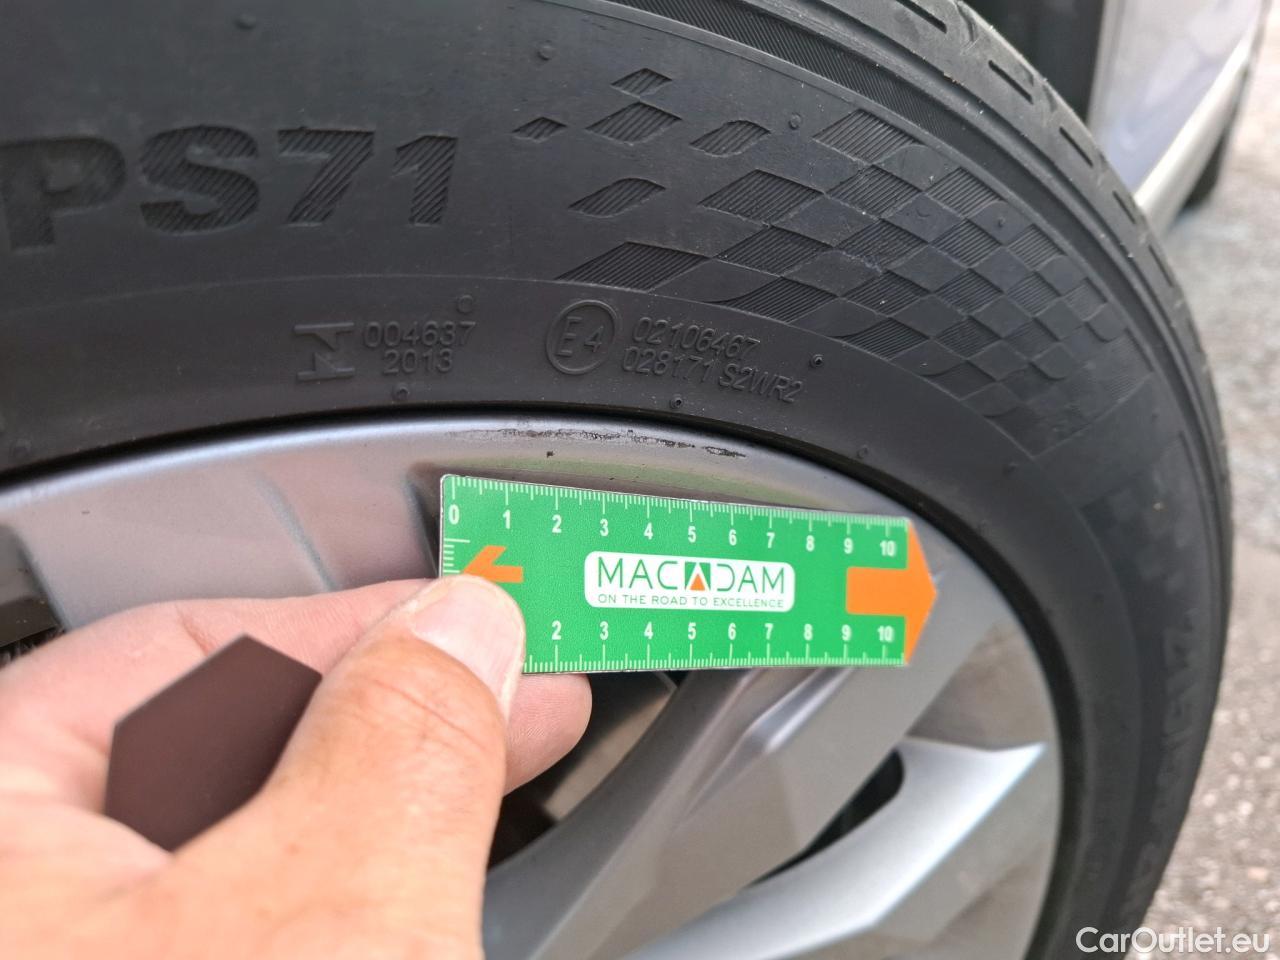 PS71
004637
2013
E4
02106467
028171 S2WR2
0 1 2 3 4 5 6 7 8 9 10
MACADAM
ON THE ROAD TO EXCELLENCE
2 3 4 5 6 7 8 9 10
CarOutlet.eu